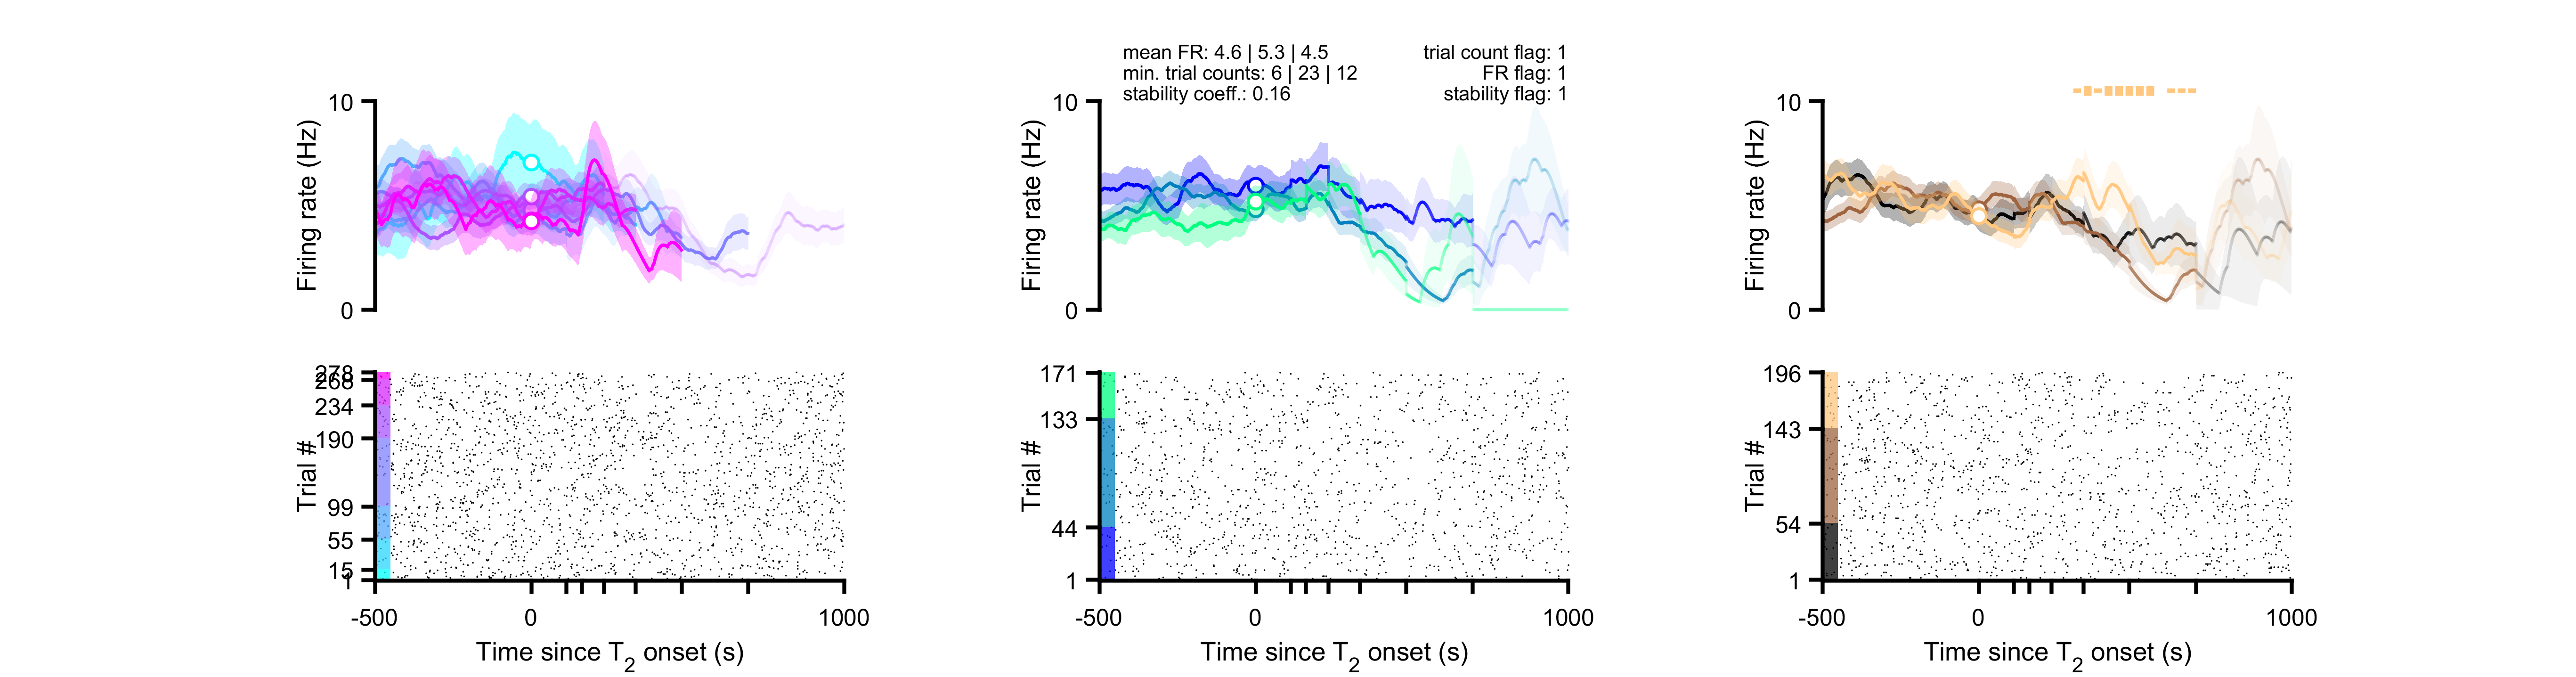 mean FR: 4.6 | 5.3 | 4.5
min. trial counts: 6 | 23 | 12
stability coeff.: 0.16
trial count flag: 1
FR flag: 1
stability flag: 1
10
Firing rate (Hz)
0
10
Firing rate (Hz)
0
10
Firing rate (Hz)
0
278
268
234
190
99
55
15
1
Trial #
-500
0
1000
Time since T2 onset (s)
171
133
44
1
Trial #
-500
0
1000
Time since T2 onset (s)
196
143
54
1
Trial #
-500
0
1000
Time since T2 onset (s)